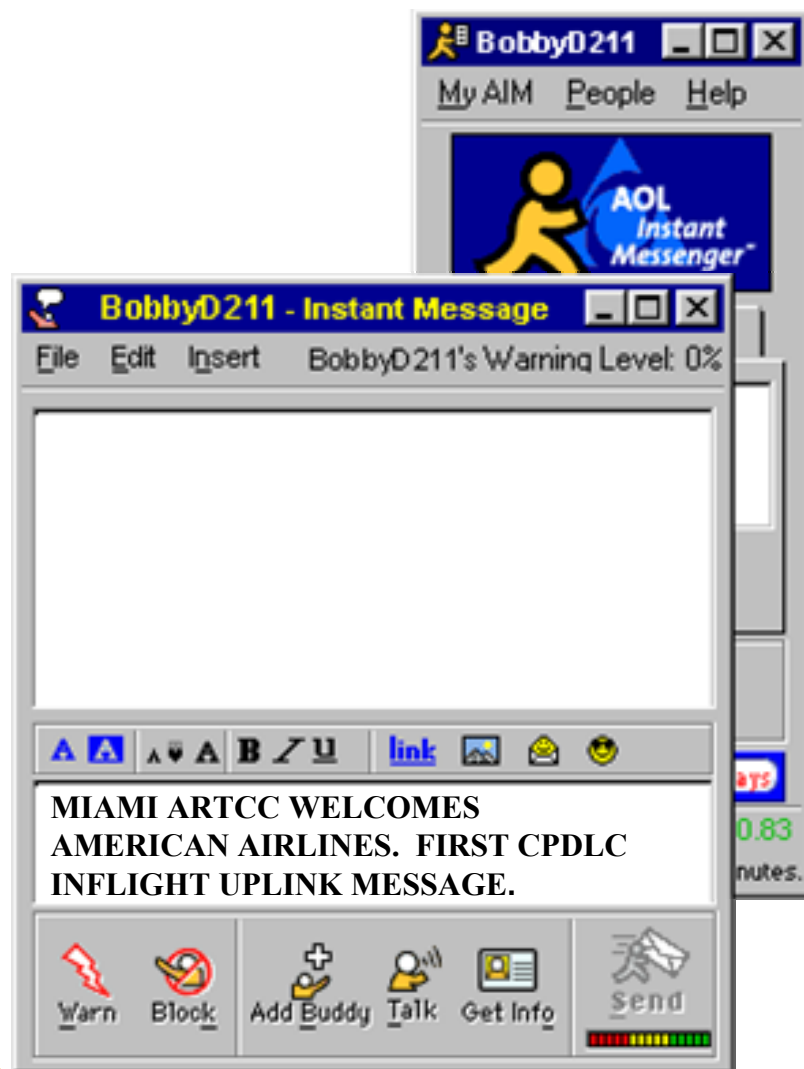 BobbyD211
My AIM People Help
AOL
Instant
Messenger
BobbyD211 - Instant Message
File Edit Insert BobbyD211's Warning Level: 0%
A A A A B I U link
MIAMI ARTCC WELCOMES
AMERICAN AIRLINES. FIRST CPDLC
INFLIGHT UPLINK MESSAGE.
ays
0.83
nutes.
Warn Block Add Buddy Talk Get Info Send